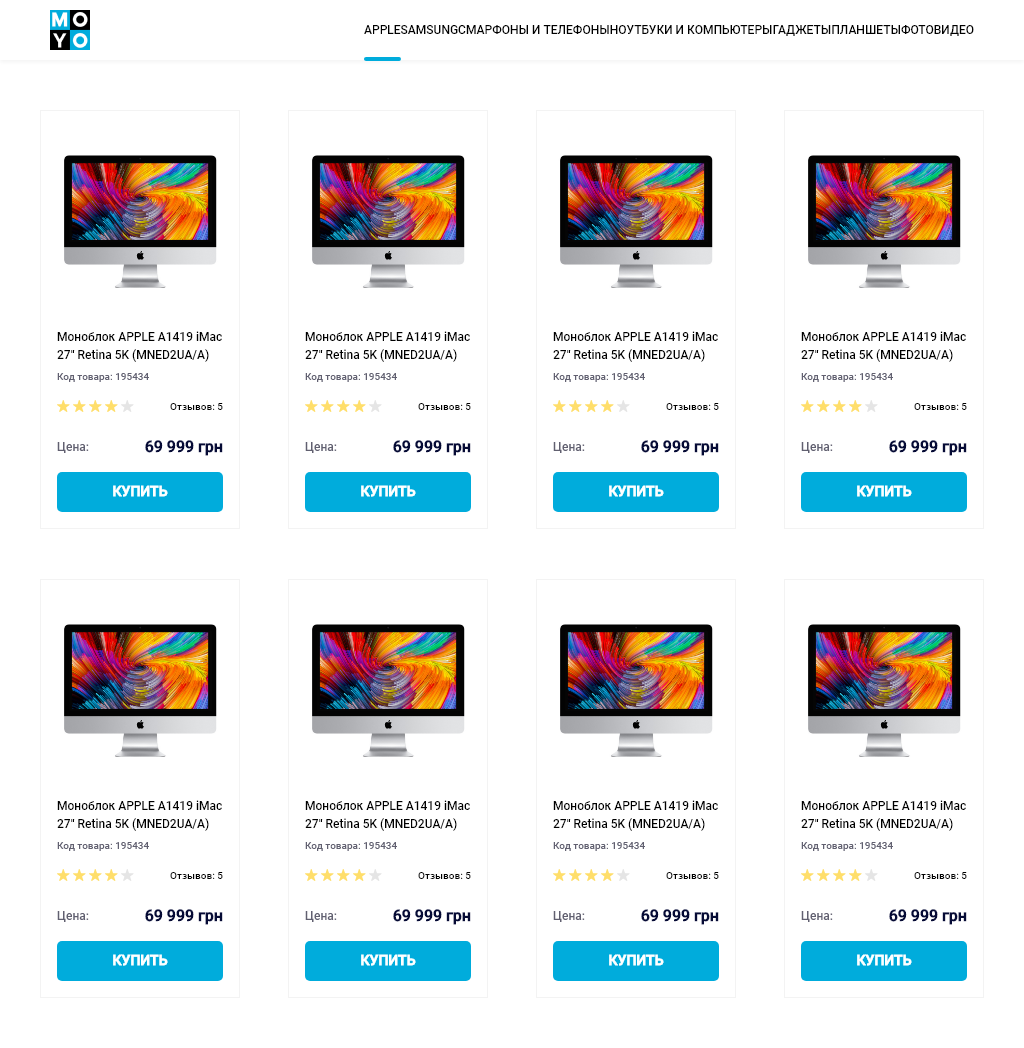 MO
YO
APPLESAMSUNGСМАРФОНЫ И ТЕЛЕФОНЫНОУТБУКИ И КОМПЬЮТЕРЫГАДЖЕТЫПЛАНШЕТЫФОТОВИДЕО
Моноблок APPLE A1419 iMac
27" Retina 5K (MNED2UA/A)
Код товара: 195434
Отзывов: 5
Цена: 69 999 грн
КУПИТЬ
Моноблок APPLE A1419 iMac
27" Retina 5K (MNED2UA/A)
Код товара: 195434
Отзывов: 5
Цена: 69 999 грн
КУПИТЬ
Моноблок APPLE A1419 iMac
27" Retina 5K (MNED2UA/A)
Код товара: 195434
Отзывов: 5
Цена: 69 999 грн
КУПИТЬ
Моноблок APPLE A1419 iMac
27" Retina 5K (MNED2UA/A)
Код товара: 195434
Отзывов: 5
Цена: 69 999 грн
КУПИТЬ
Моноблок APPLE A1419 iMac
27" Retina 5K (MNED2UA/A)
Код товара: 195434
Отзывов: 5
Цена: 69 999 грн
КУПИТЬ
Моноблок APPLE A1419 iMac
27" Retina 5K (MNED2UA/A)
Код товара: 195434
Отзывов: 5
Цена: 69 999 грн
КУПИТЬ
Моноблок APPLE A1419 iMac
27" Retina 5K (MNED2UA/A)
Код товара: 195434
Отзывов: 5
Цена: 69 999 грн
КУПИТЬ
Моноблок APPLE A1419 iMac
27" Retina 5K (MNED2UA/A)
Код товара: 195434
Отзывов: 5
Цена: 69 999 грн
КУПИТЬ